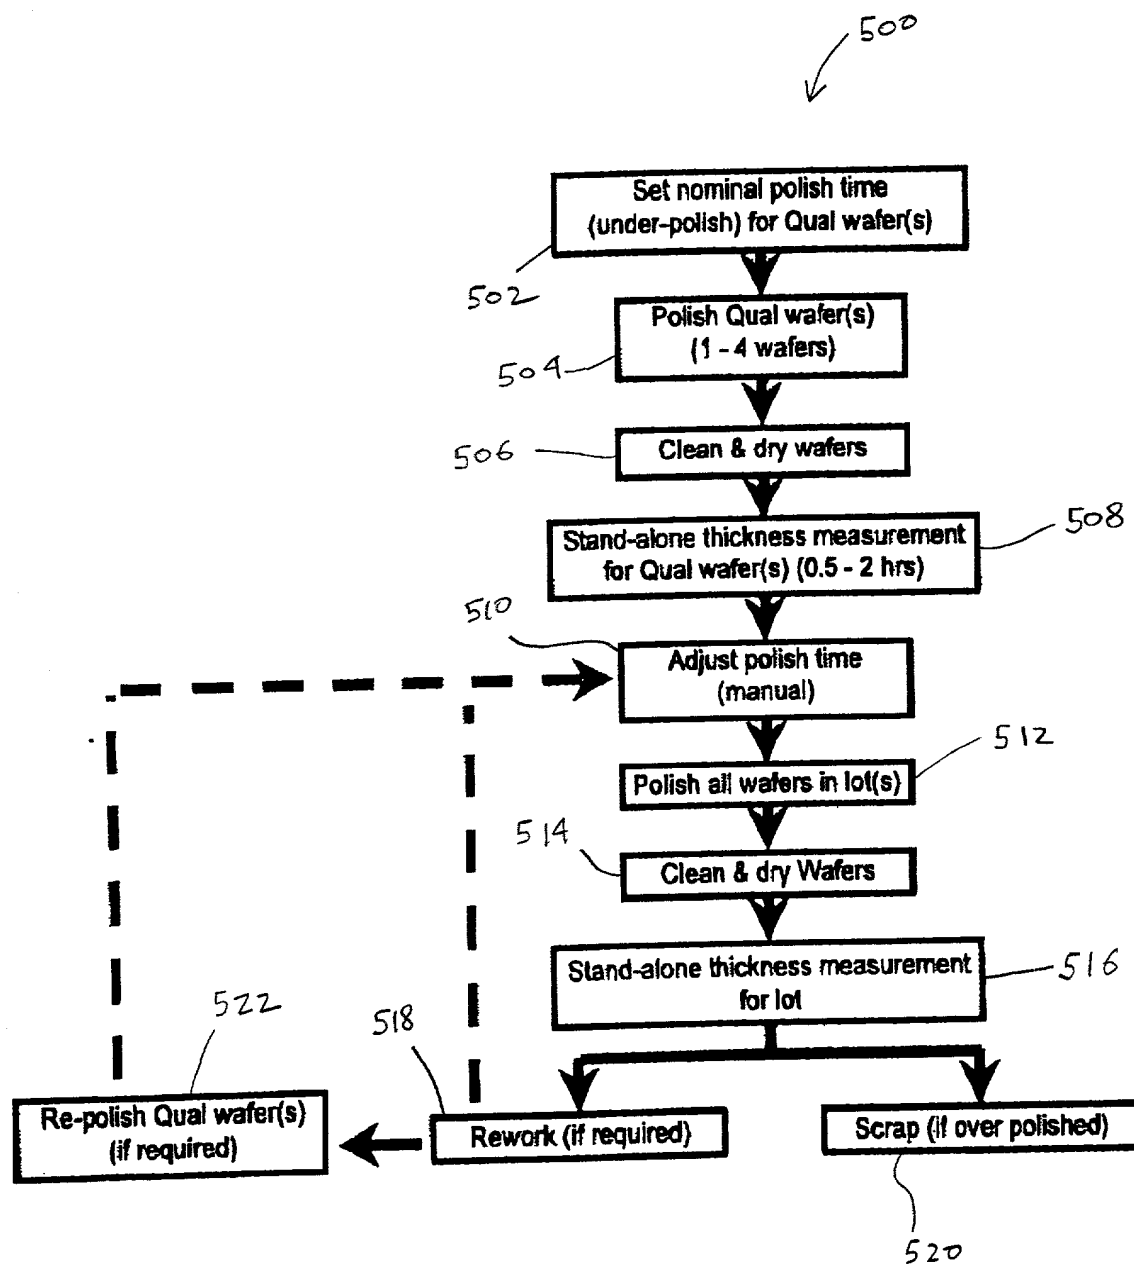 500
Set nominal polish time
(under-polish) for Qual wafer(s)
502
Polish Qual wafer(s)
(1 - 4 wafers)
504
Clean & dry wafers
506
Stand-alone thickness measurement
for Qual wafer(s) (0.5 - 2 hrs)
508
510
Adjust polish time
(manual)
512
Polish all wafers in lot(s)
514
Clean & dry Wafers
Stand-alone thickness measurement
for lot
516
522
518
Re-polish Qual wafer(s)
(if required)
Rework (if required)
Scrap (if over polished)
520